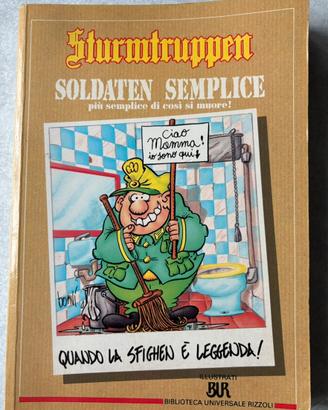 Sturmtruppen
SOLDATEN SEMPLICE
più semplice di così si muore!
Ciao
Mamma!
io sono qui
bonvi
QUANDO LA SFIGHEN È LEGGENDA!
ILLUSTRATI
BUR
BIBLIOTECA UNIVERSALE RIZZOLI